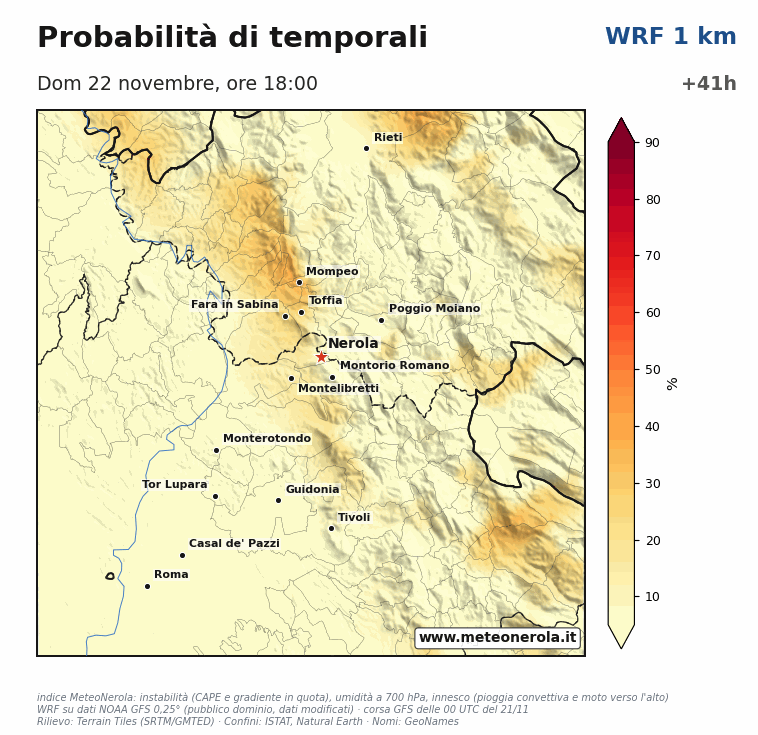 Probabilità di temporali
WRF 1 km
Dom 22 novembre, ore 18:00
+41h
Rieti
Mompeo
Fara in Sabina
Toffia
Poggio Moiano
Nerola
Montorio Romano
Montelibretti
Monterotondo
Tor Lupara
Guidonia
Tivoli
Casal de' Pazzi
Roma
www.meteonerola.it
90
80
70
60
50
40
30
20
10
%
indice MeteoNerola: instabilità (CAPE e gradiente in quota), umidità a 700 hPa, innesco (pioggia convettiva e moto verso l'alto)
WRF su dati NOAA GFS 0,25° (pubblico dominio, dati modificati) · corsa GFS delle 00 UTC del 21/11
Rilievo: Terrain Tiles (SRTM/GMTED) · Confini: ISTAT, Natural Earth · Nomi: GeoNames